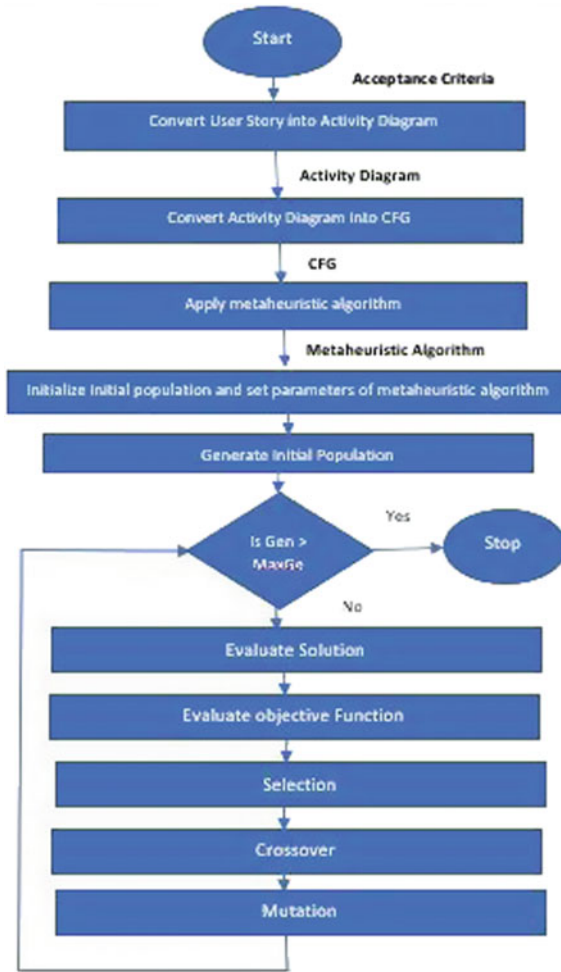 Start
Acceptance Criteria
Convert User Story into Activity Diagram
Activity Diagram
Convert Activity Diagram into CFG
CFG
Apply metaheuristic algorithm
Metaheuristic Algorithm
Initialize initial population and set parameters of metaheuristic algorithm
Generate Initial Population
Is Gen >
MaxGe
Yes
Stop
No
Evaluate Solution
Evaluate objective Function
Selection
Crossover
Mutation